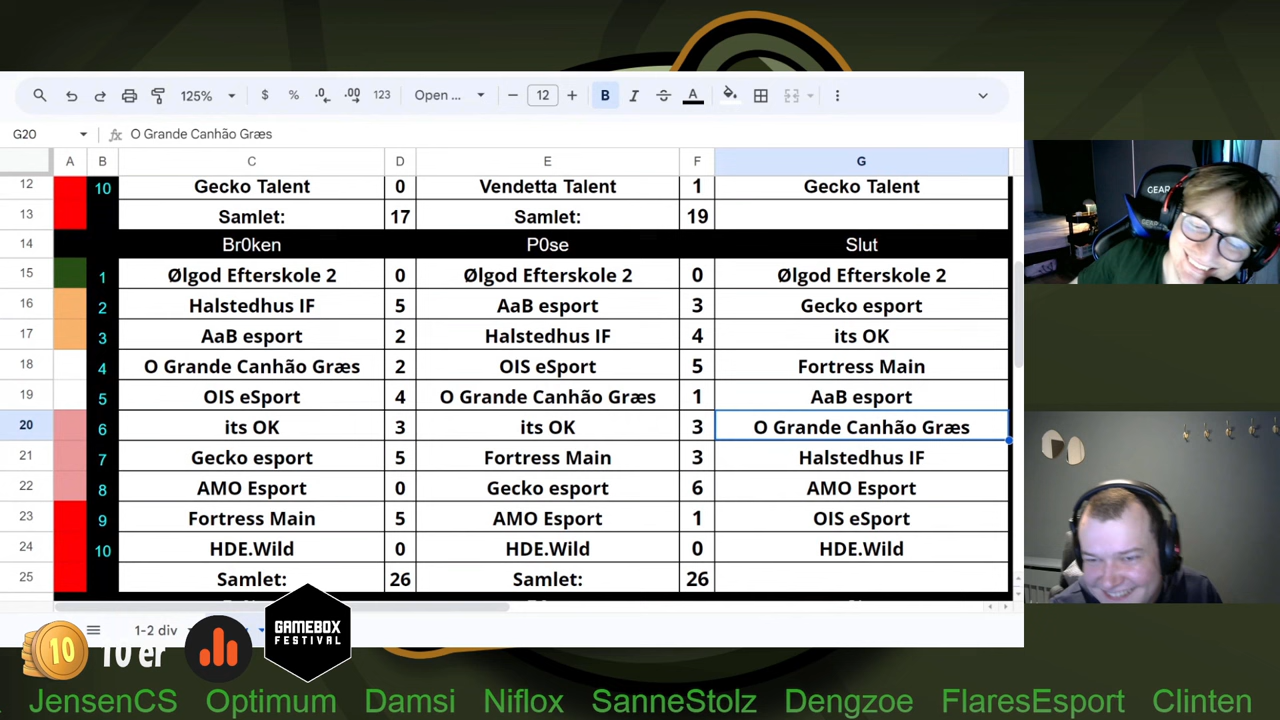 125% $ % .0 .00 123 Open ... 12 B I A
G20 fx O Grande Canhão Græs
A B C D E F G
12 10 Gecko Talent 0 Vendetta Talent 1 Gecko Talent
13 Samlet: 17 Samlet: 19
14 Br0ken P0se Slut
15 1 Ølgod Efterskole 2 0 Ølgod Efterskole 2 0 Ølgod Efterskole 2
16 2 Halstedhus IF 5 AaB esport 3 Gecko esport
17 3 AaB esport 2 Halstedhus IF 4 its OK
18 4 O Grande Canhão Græs 2 OIS eSport 5 Fortress Main
19 5 OIS eSport 4 O Grande Canhão Græs 1 AaB esport
20 6 its OK 3 its OK 3 O Grande Canhão Græs
21 7 Gecko esport 5 Fortress Main 3 Halstedhus IF
22 8 AMO Esport 0 Gecko esport 6 AMO Esport
23 9 Fortress Main 5 AMO Esport 1 OIS eSport
24 10 HDE.Wild 0 HDE.Wild 0 HDE.Wild
25 Samlet: 26 Samlet: 26
1-2 div
GEAR
GAMEBOX
FESTIVAL
10 10 er
JensenCS Optimum Damsi Niflox SanneStolz Dengzoe FlaresEsport Clinten